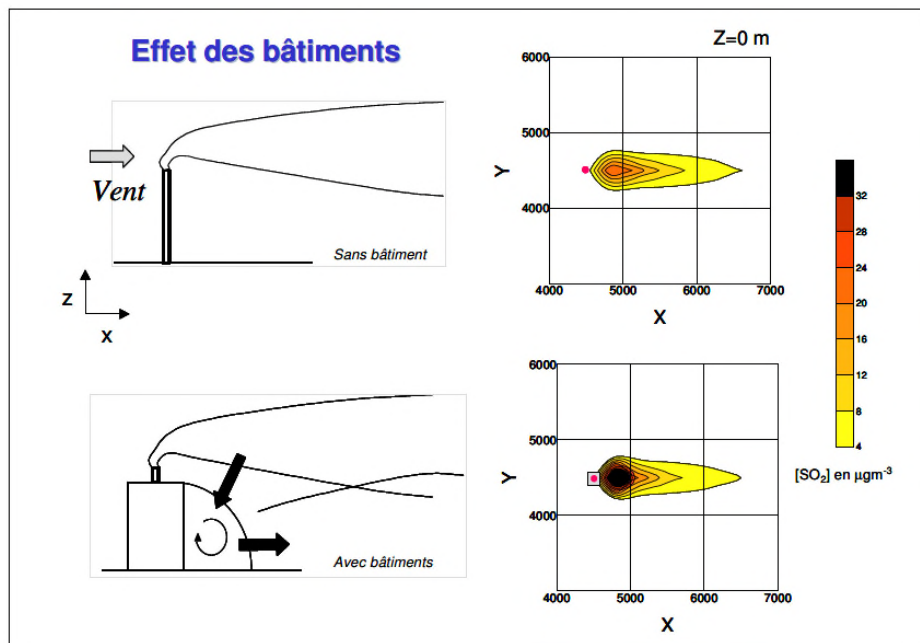 Effet des bâtiments
Z=0 m
Vent
Sans bâtiment
Z
X
6000
5000
4000
Y
4000
5000
6000
7000
X
Avec bâtiments
6000
5000
4000
Y
4000
5000
6000
7000
X
32
28
24
20
16
12
8
4
[SO₂] en µgm⁻³